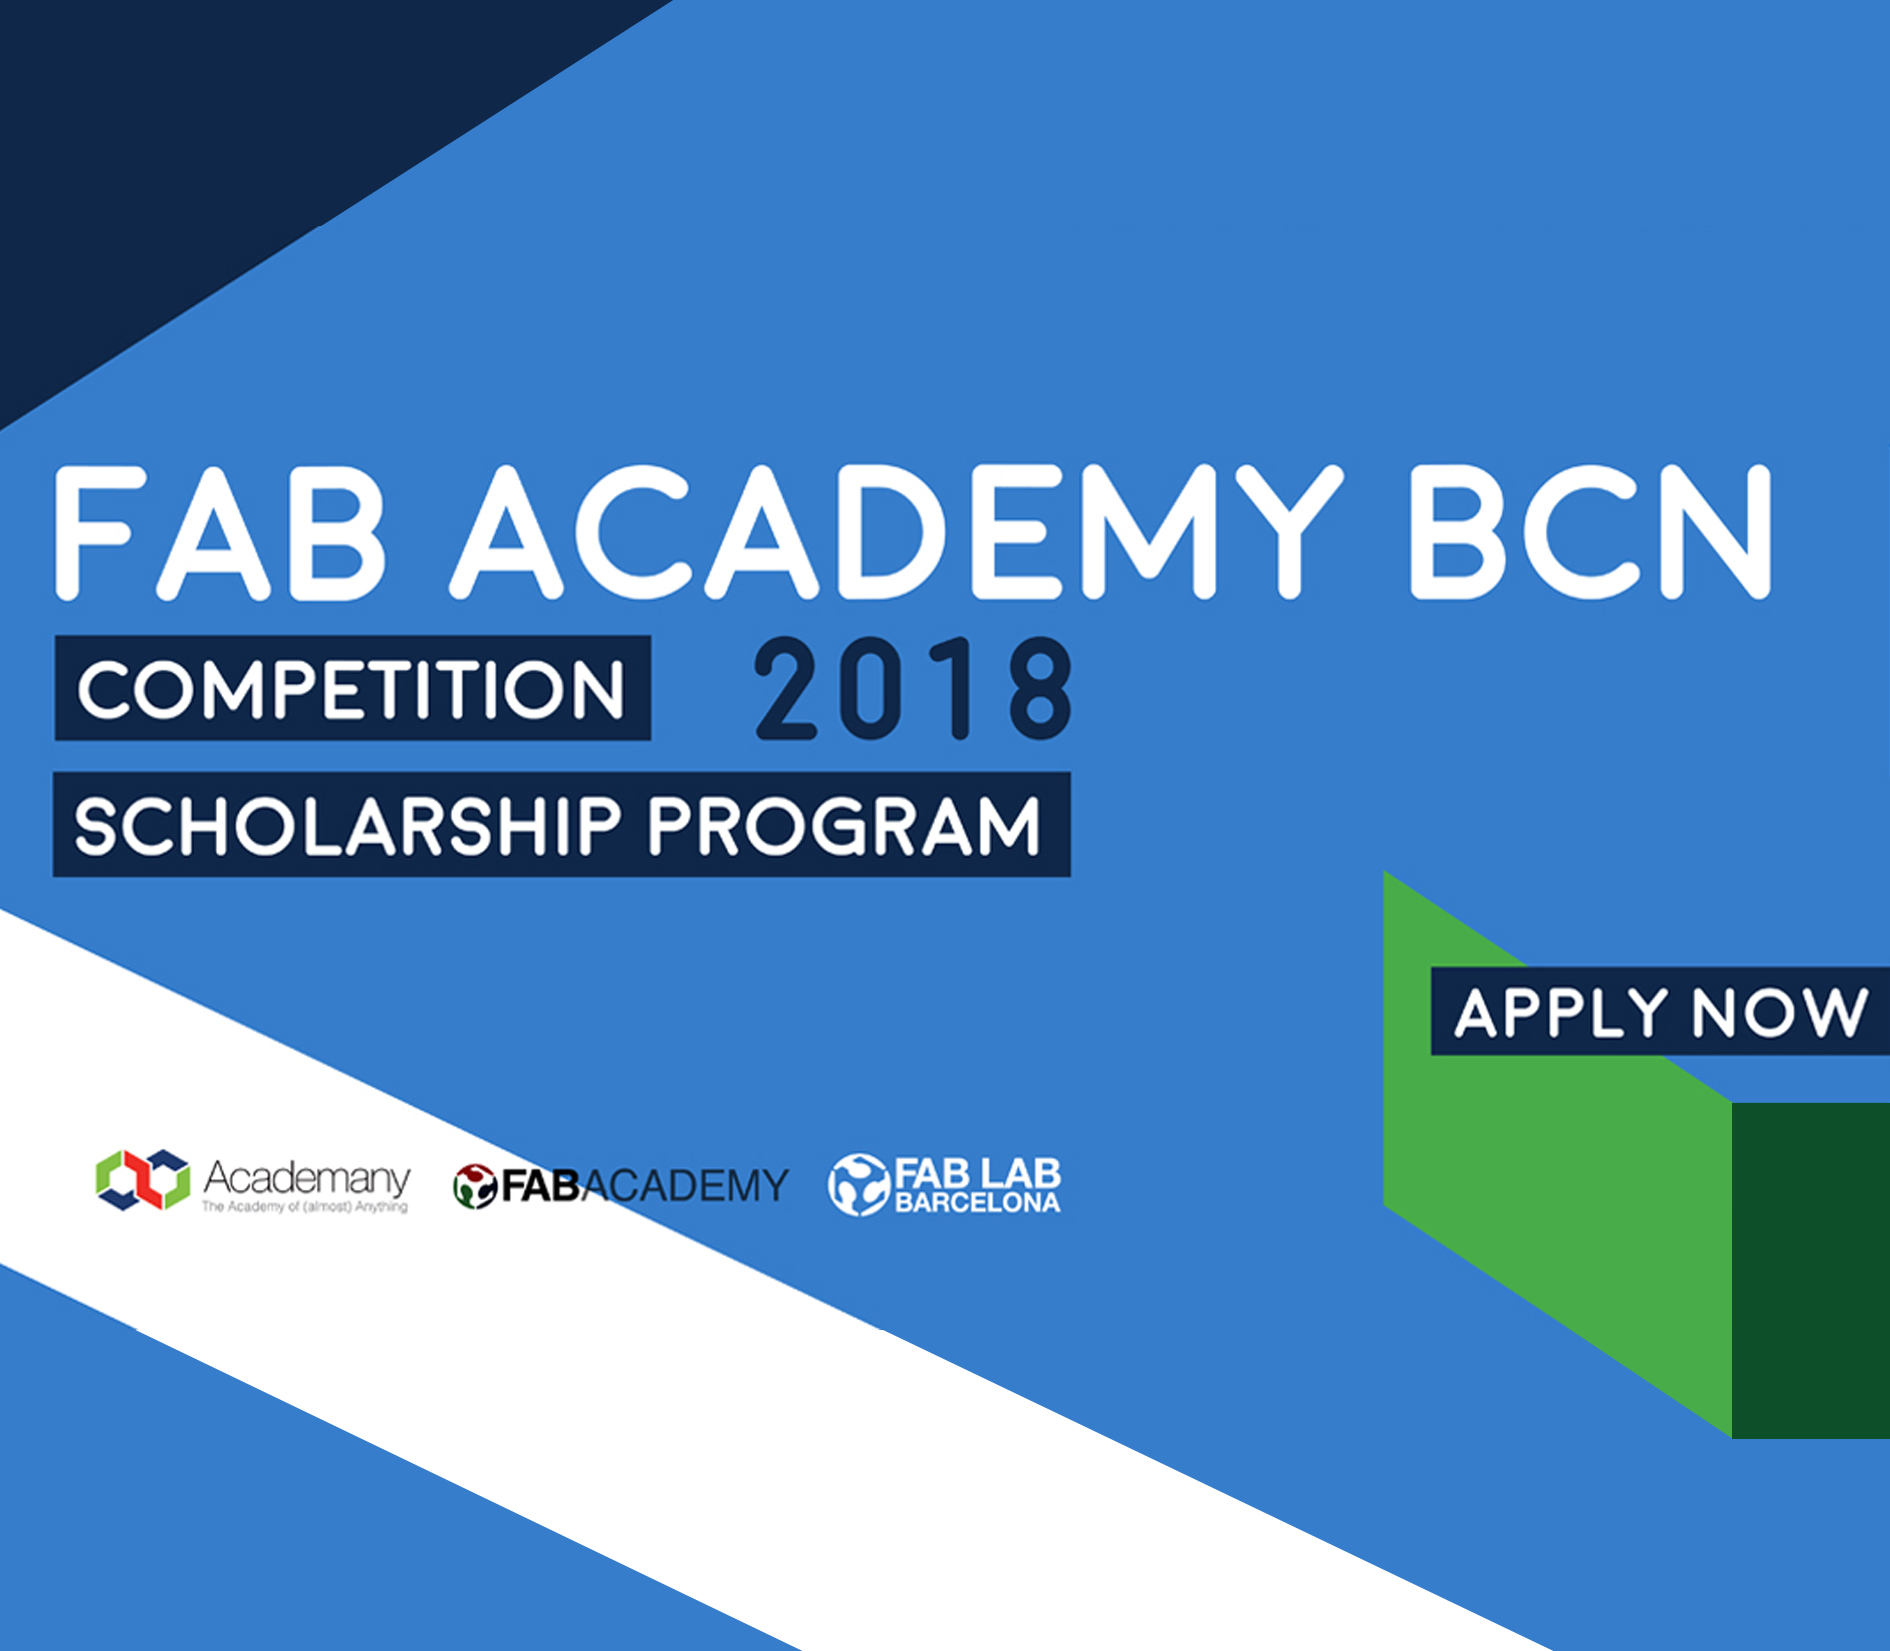 FAB ACADEMY BCN
COMPETITION 2018
SCHOLARSHIP PROGRAM
APPLY NOW
Academany
The Academy of (almost) Anything
FABACADEMY
FAB LAB
BARCELONA